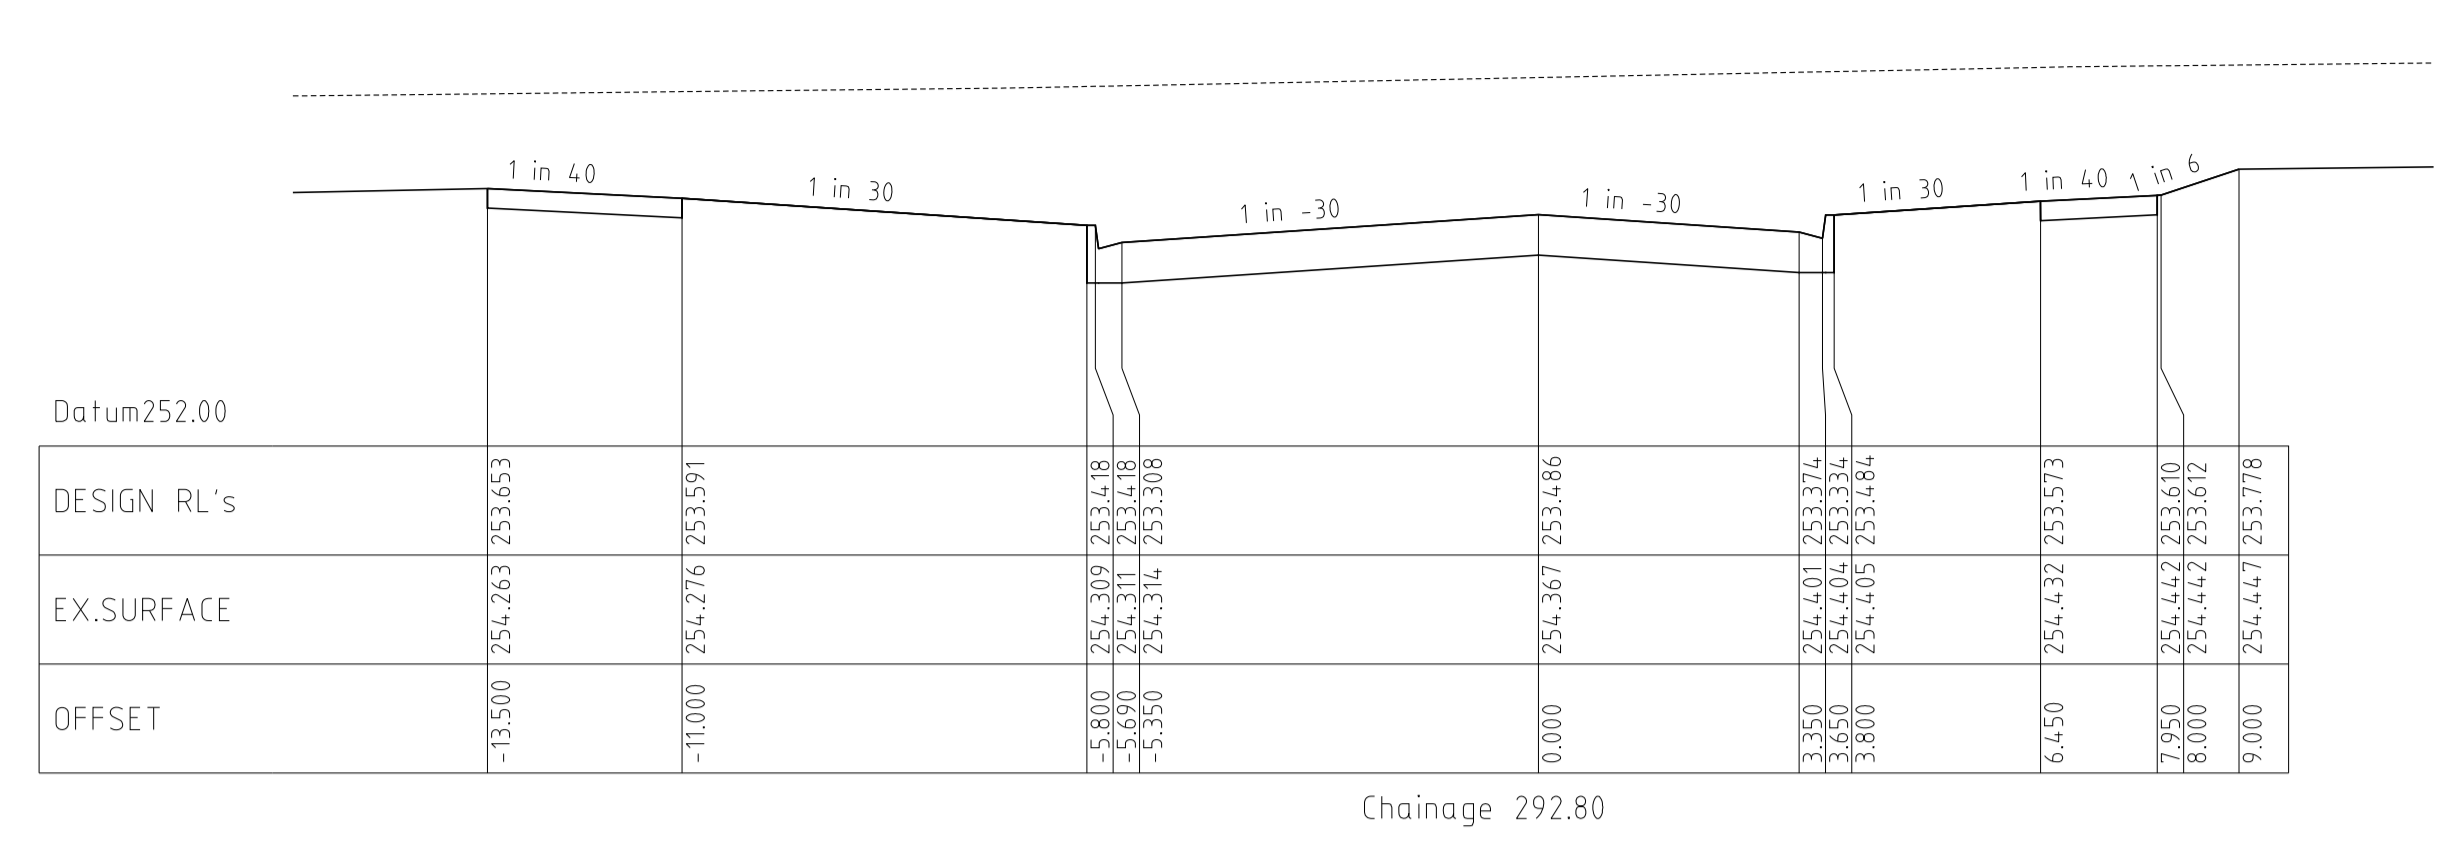 1 in 40
1 in 30
1 in -30
1 in -30
1 in 30
1 in 40
1 in 6
Datum252.00
DESIGN RL's 253.653 253.591 253.418 253.418 253.308 253.486 253.374 253.334 253.484 253.573 253.610 253.612 253.778
EX.SURFACE 254.263 254.276 254.309 254.311 254.314 254.367 254.401 254.404 254.405 254.432 254.442 254.442 254.447
OFFSET -13.500 -11.000 -5.800 -5.690 -5.350 0.000 3.350 3.650 3.800 6.450 7.950 8.000 9.000
Chainage 292.80